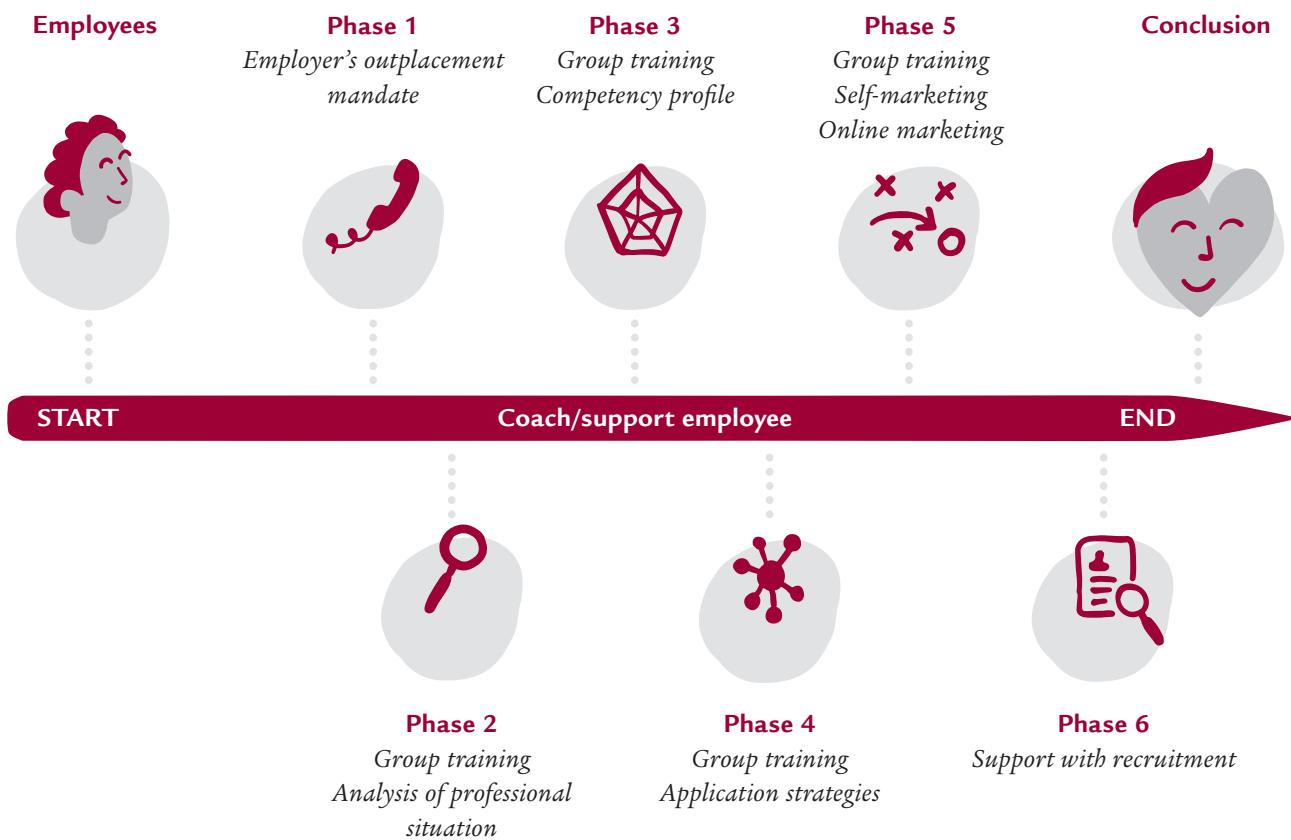 Employees
Phase 1
Employer’s outplacement
mandate
Phase 3
Group training
Competency profile
Phase 5
Group training
Self-marketing
Online marketing
Conclusion
START
Coach/support employee
END
Phase 2
Group training
Analysis of professional
situation
Phase 4
Group training
Application strategies
Phase 6
Support with recruitment